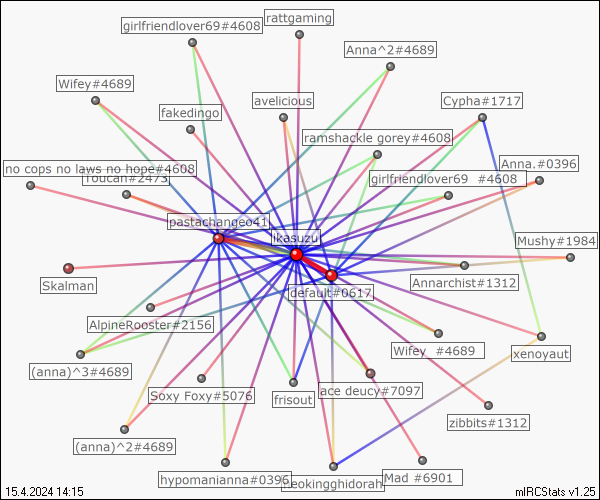 girlfriendlover69#4608
rattgaming
Anna^2#4689
Wifey#4689
avelicious
Cypha#1717
fakedingo
ramshackle gorey#4608
no cops no laws no hope#4608
Toucan#2473
girlfriendlover69 #4608
Anna.#0396
pastachangeo41
ikasuzu
Mushy#1984
Skalman
default#0617
Annarchist#1312
AlpineRooster#2156
Wifey #4689
xenoyaut
(anna)^3#4689
Soxy Foxy#5076
frisout
ace deucy#7097
zibbits#1312
(anna)^2#4689
hypomanianna#0396
neokingghidorah
Mad #6901
15.4.2024 14:15
mIRCStats v1.25